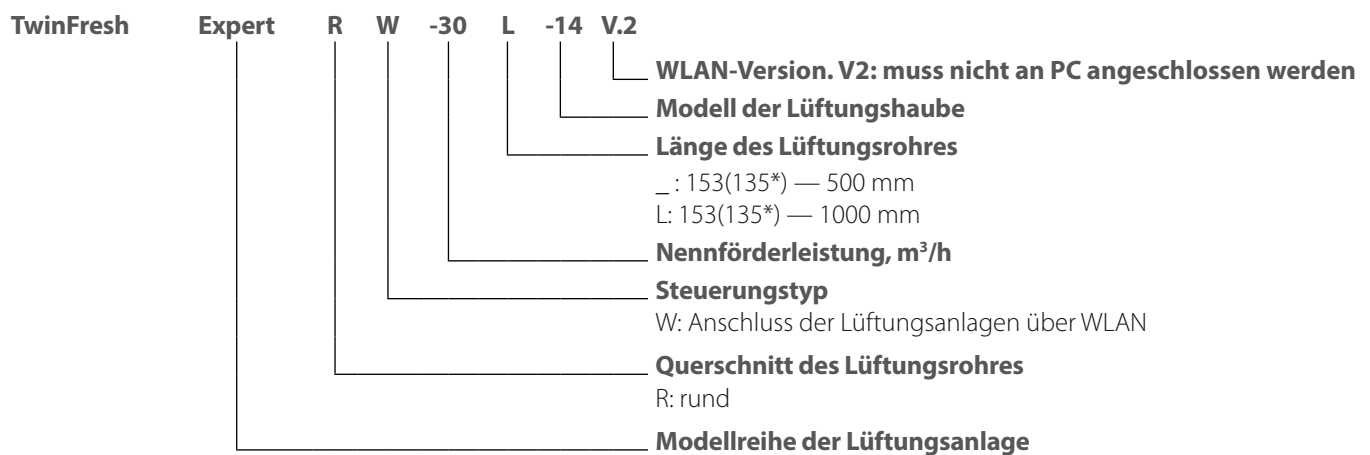 TwinFresh Expert R W -30 L -14 V.2
WLAN-Version. V2: muss nicht an PC angeschlossen werden
Modell der Lüftungshaube
Länge des Lüftungsrohres
_ : 153(135*) — 500 mm
L: 153(135*) — 1000 mm
Nennförderleistung, m³/h
Steuerungstyp
W: Anschluss der Lüftungsanlagen über WLAN
Querschnitt des Lüftungsrohres
R: rund
Modellreihe der Lüftungsanlage